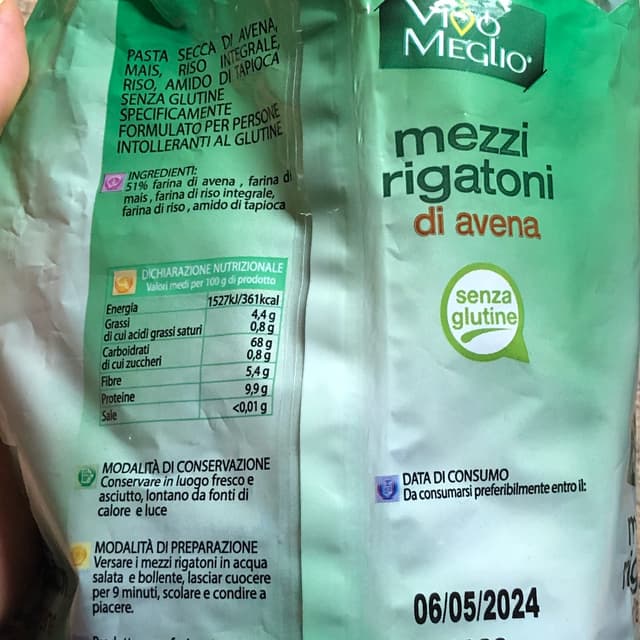 PASTA SECCA DI AVENA,
MAIS, RISO INTEGRALE,
RISO, AMIDO DI TAPIOCA
SENZA GLUTINE
SPECIFICAMENTE
FORMULATO PER PERSONE
INTOLLERANTI AL GLUTINE
INGREDIENTI:
51% farina di avena, farina di
mais, farina di riso integrale,
farina di riso, amido di tapioca
DICHIARAZIONE NUTRIZIONALE
Valori medi per 100 g di prodotto
Energia 1527kJ/361kcal
Grassi 4,4 g
di cui acidi grassi saturi 0,8 g
Carboidrati 68 g
di cui zuccheri 0,8 g
Fibre 5,4 g
Proteine 9,9 g
Sale <0,01 g
MODALITÀ DI CONSERVAZIONE
Conservare in luogo fresco e
asciutto, lontano da fonti di
calore e luce
MODALITÀ DI PREPARAZIONE
Versare i mezzi rigatoni in acqua
salata e bollente, lasciar cuocere
per 9 minuti, scolare e condire a
piacere.
VIVO
MEGLIO
mezzi
rigatoni
di avena
senza
glutine
DATA DI CONSUMO
Da consumarsi preferibilmente entro il:
06/05/2024